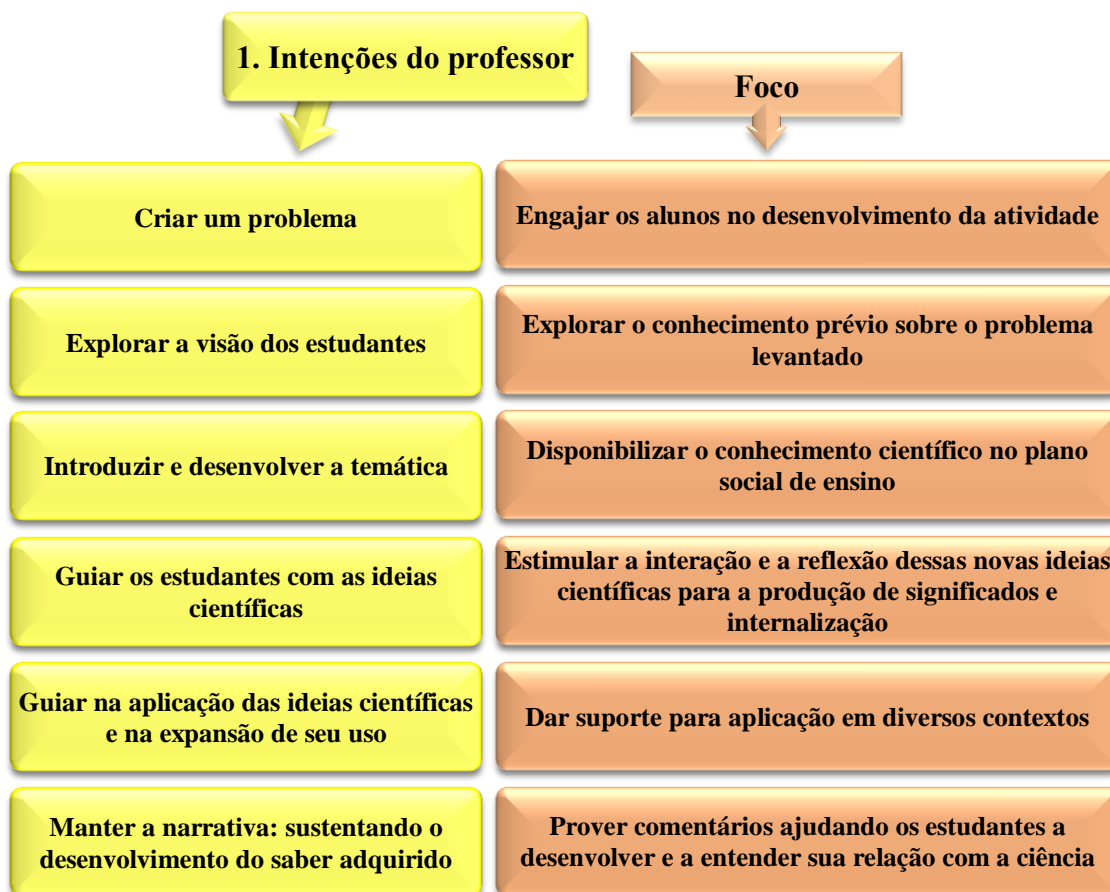 1. Intenções do professor
Foco
Criar um problema
Engajar os alunos no desenvolvimento da atividade
Explorar a visão dos estudantes
Explorar o conhecimento prévio sobre o problema
levantado
Introduzir e desenvolver a temática
Disponibilizar o conhecimento científico no plano
social de ensino
Guiar os estudantes com as ideias
científicas
Estimular a interação e a reflexão dessas novas ideias
científicas para a produção de significados e
internalização
Guiar na aplicação das ideias científicas
e na expansão de seu uso
Dar suporte para aplicação em diversos contextos
Manter a narrativa: sustentando o
desenvolvimento do saber adquirido
Prover comentários ajudando os estudantes a
desenvolver e a entender sua relação com a ciência